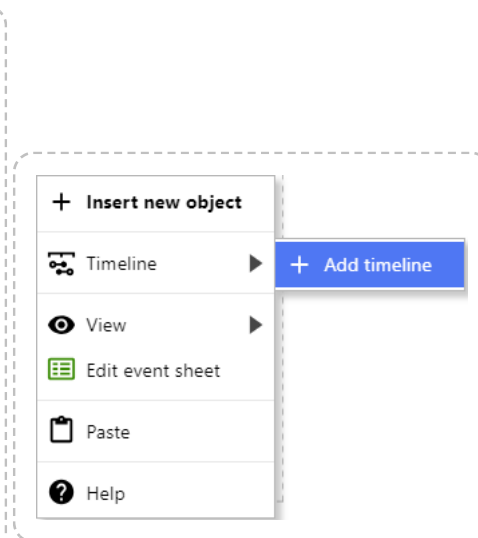 Insert new object
Timeline
Add timeline
View
Edit event sheet
Paste
Help